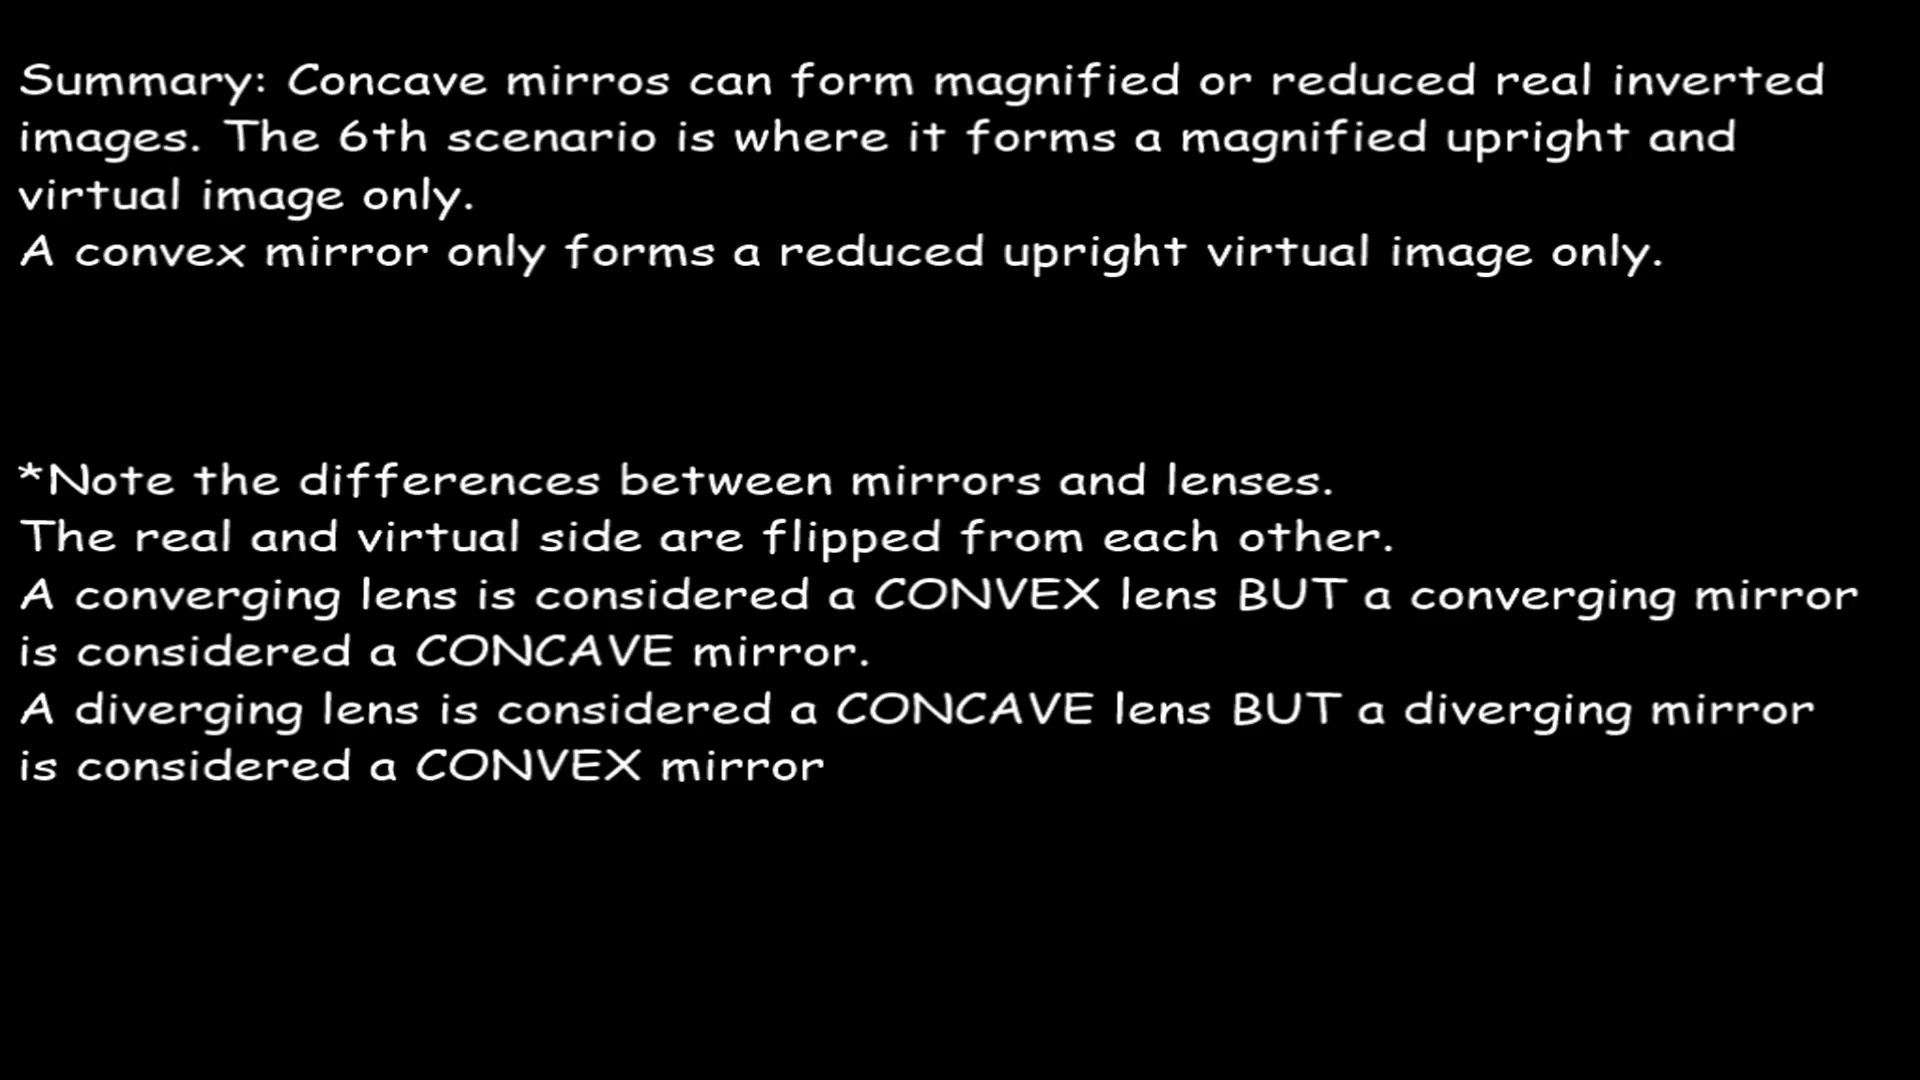 Summary: Concave mirros can form magnified or reduced real inverted
images. The 6th scenario is where it forms a magnified upright and
virtual image only.
A convex mirror only forms a reduced upright virtual image only.
*Note the differences between mirrors and lenses.
The real and virtual side are flipped from each other.
A converging lens is considered a CONVEX lens BUT a converging mirror
is considered a CONCAVE mirror.
A diverging lens is considered a CONCAVE lens BUT a diverging mirror
is considered a CONVEX mirror